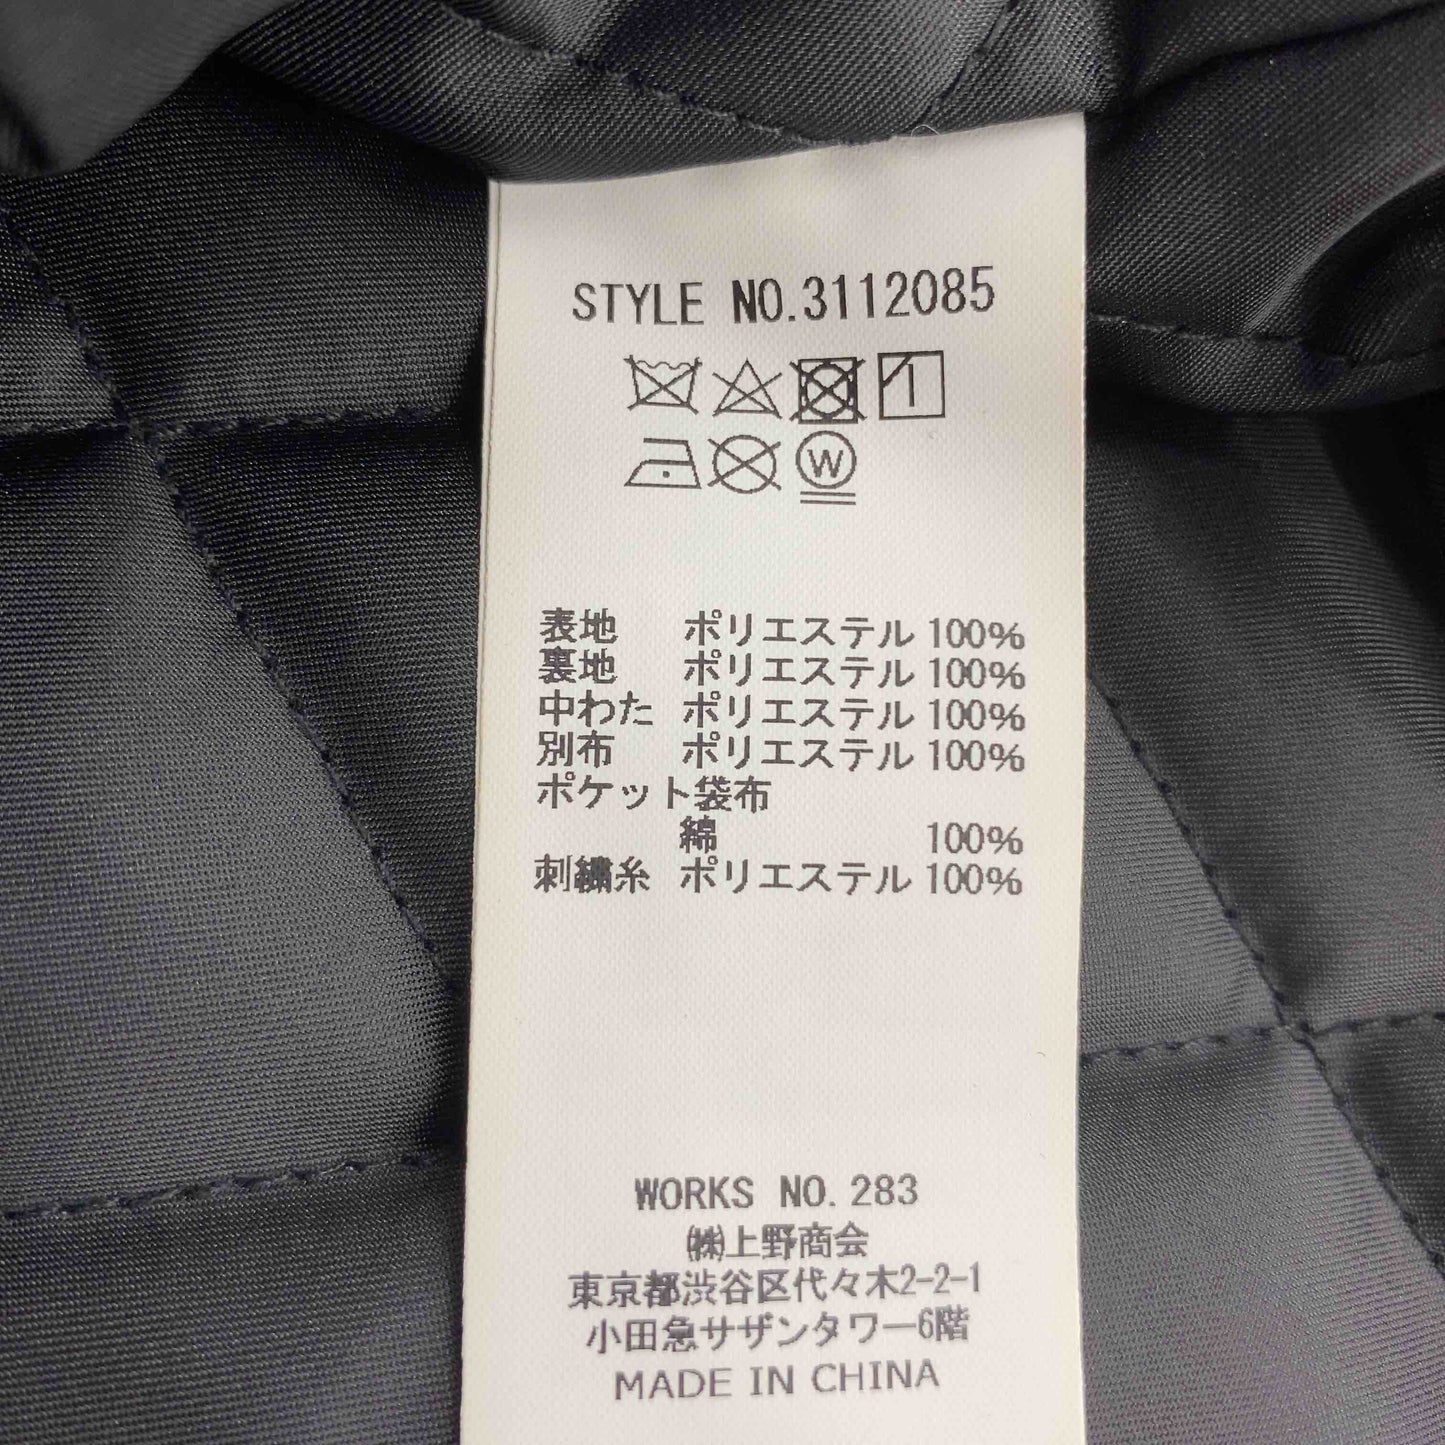 STYLE NO.3112085
W
表地 ポリエステル 100%
裏地 ポリエステル 100%
中わた ポリエステル 100%
別布 ポリエステル 100%
ポケット袋布
綿 100%
刺繍糸 ポリエステル 100%
WORKS NO. 283
㈱上野商会
東京都渋谷区代々木2-2-1
小田急サザンタワー6階
MADE IN CHINA